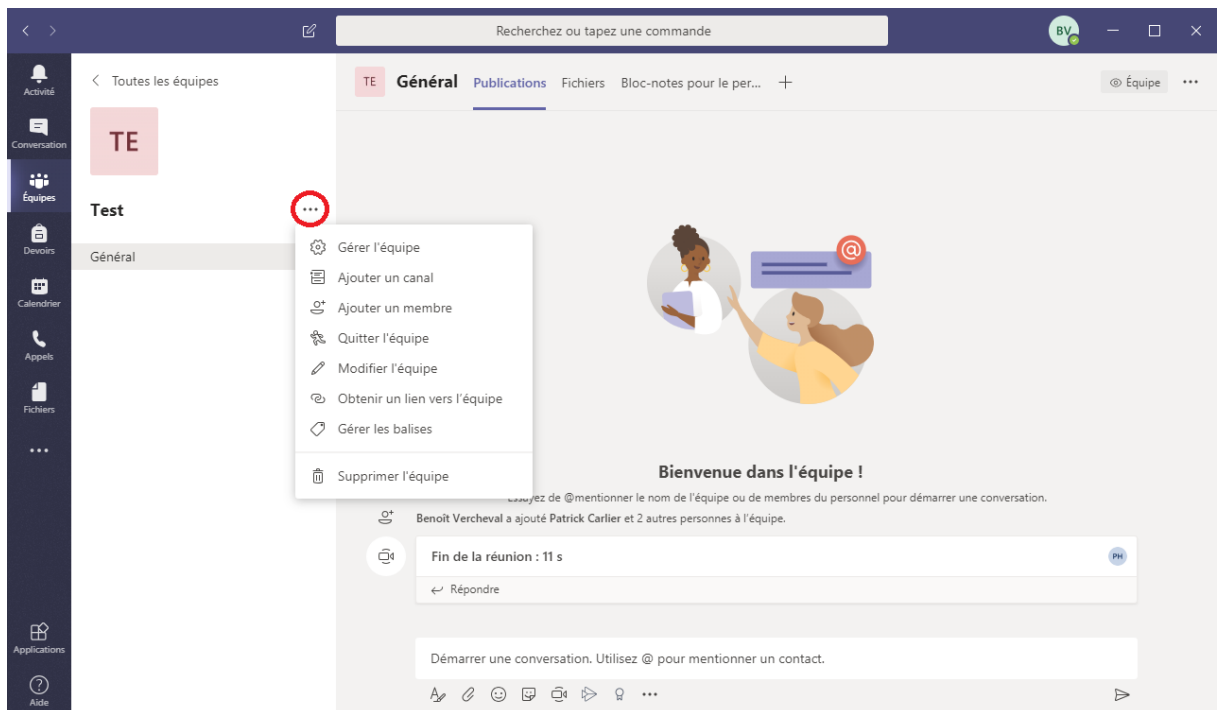 Recherchez ou tapez une commande
BV
Activité
Conversation
Équipes
Devoirs
Calendrier
Appels
Fichiers
Applications
Aide
Toutes les équipes
TE
Test
Général
Gérer l'équipe
Ajouter un canal
Ajouter un membre
Quitter l'équipe
Modifier l'équipe
Obtenir un lien vers l'équipe
Gérer les balises
Supprimer l'équipe
TE Général Publications Fichiers Bloc-notes pour le per... Équipe
@
Bienvenue dans l'équipe !
Essayez de @mentionner le nom de l'équipe ou de membres du personnel pour démarrer une conversation.
Benoît Vercheval a ajouté Patrick Carlier et 2 autres personnes à l'équipe.
Fin de la réunion : 11 s
PH
Répondre
Démarrer une conversation. Utilisez @ pour mentionner un contact.